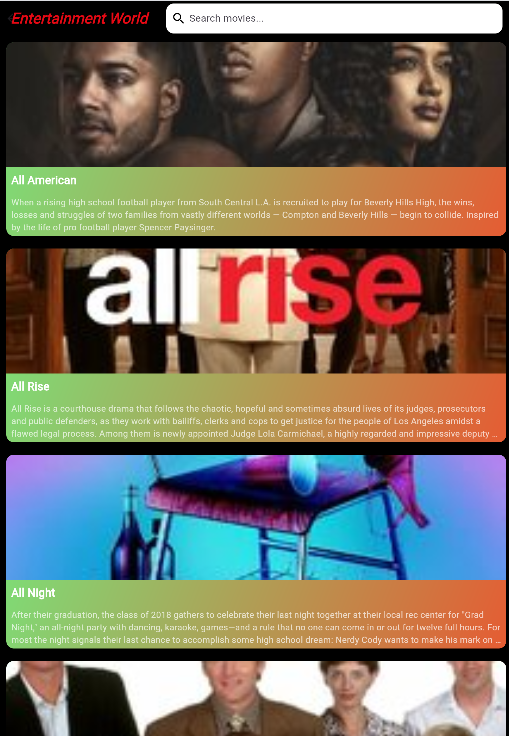 Entertainment World
Search movies...
All American
When a rising high school football player from South Central L.A. is recruited to play for Beverly Hills High, the wins,
losses and struggles of two families from vastly different worlds — Compton and Beverly Hills — begin to collide. Inspired
by the life of pro football player Spencer Paysinger.
all rise
All Rise
All Rise is a courthouse drama that follows the chaotic, hopeful and sometimes absurd lives of its judges, prosecutors
and public defenders, as they work with bailiffs, clerks and cops to get justice for the people of Los Angeles amidst a
flawed legal process. Among them is newly appointed Judge Lola Carmichael, a highly regarded and impressive deputy ...
All Night
After their graduation, the class of 2018 gathers to celebrate their last night together at their local rec center for "Grad
Night," an all-night party with dancing, karaoke, games—and a rule that no one can come in or out for twelve full hours. For
most the night signals their last chance to accomplish some high school dream: Nerdy Cody wants to make his mark on ...